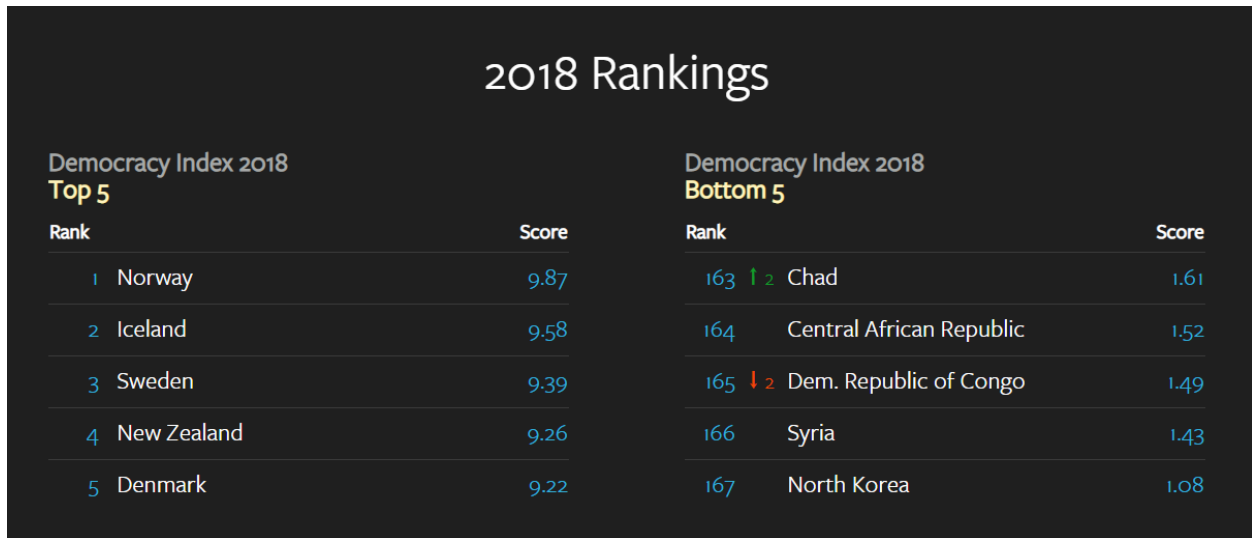 2018 Rankings
Democracy Index 2018
Top 5
Rank Score
1 Norway 9.87
2 Iceland 9.58
3 Sweden 9.39
4 New Zealand 9.26
5 Denmark 9.22
Democracy Index 2018
Bottom 5
Rank Score
163 ↑ 2 Chad 1.61
164 Central African Republic 1.52
165 ↓ 2 Dem. Republic of Congo 1.49
166 Syria 1.43
167 North Korea 1.08